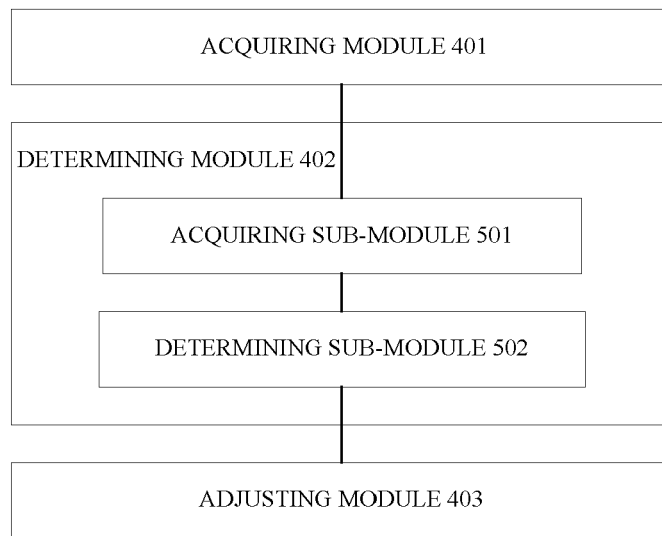 ACQUIRING MODULE 401
DETERMINING MODULE 402
ACQUIRING SUB-MODULE 501
DETERMINING SUB-MODULE 502
ADJUSTING MODULE 403